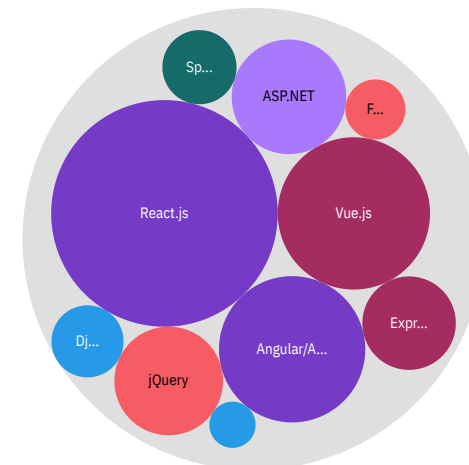 Sp...
ASP.NET
F...
React.js
Vue.js
Expr...
Dj...
Angular/A...
jQuery